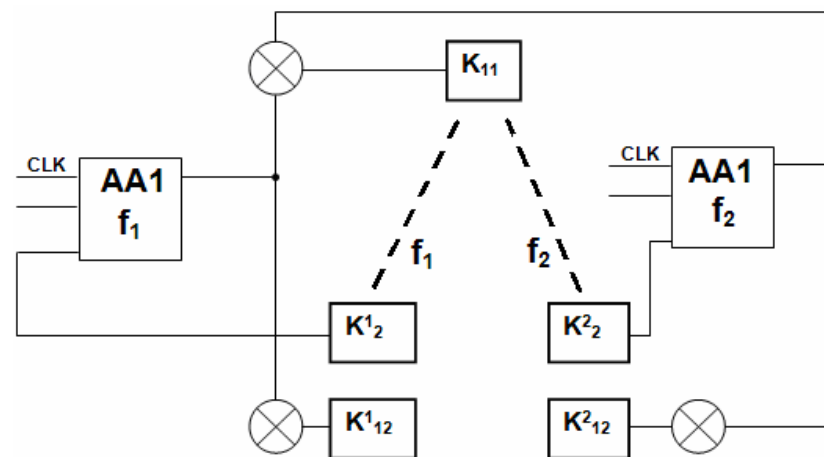 K₁₁
CLK
AA1
f₁
CLK
AA1
f₂
f₁
f₂
K¹₂
K²₂
K¹₁₂
K²₁₂